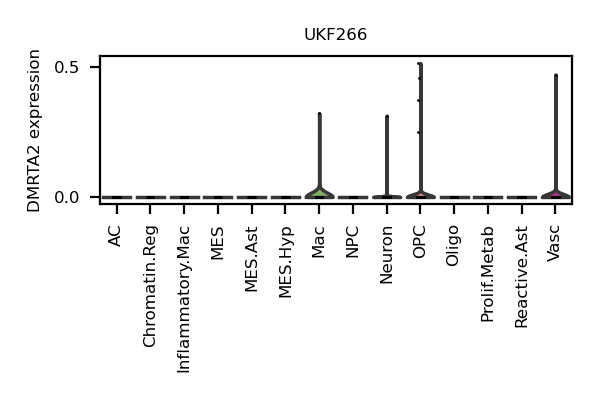 UKF266
DMRTA2 expression
0.5
0.0
AC
Chromatin.Reg
Inflammatory.Mac
MES
MES.Ast
MES.Hyp
Mac
NPC
Neuron
OPC
Oligo
Prolif.Metab
Reactive.Ast
Vasc